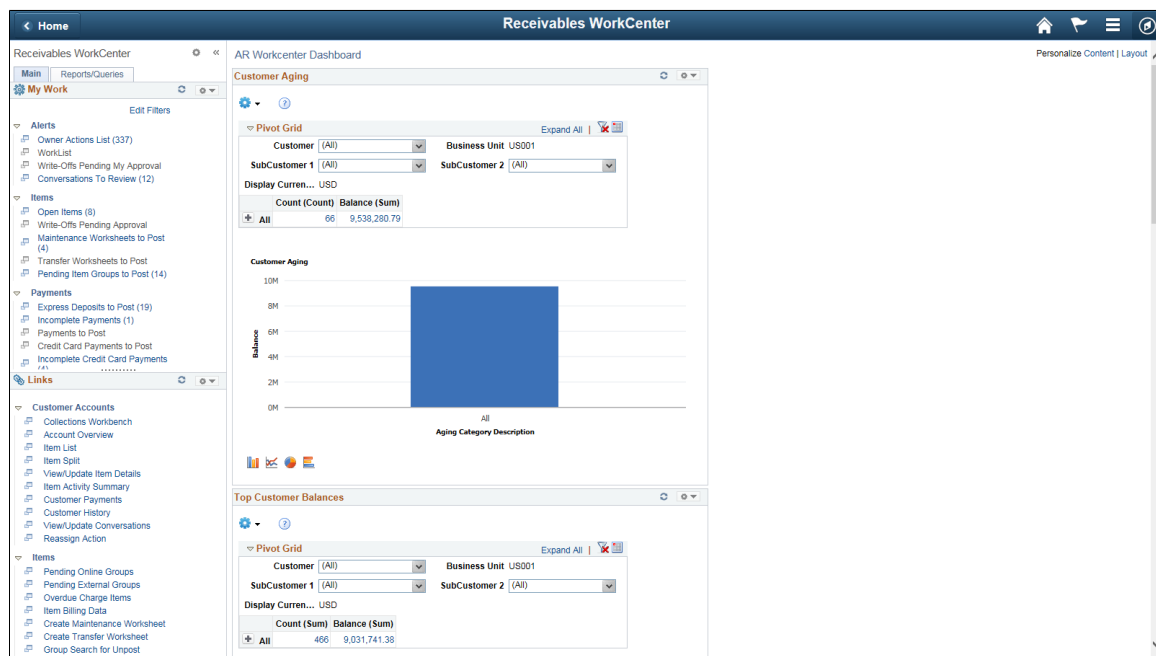 Home
Receivables WorkCenter
Receivables WorkCenter
Main
Reports/Queries
My Work
Edit Filters
Alerts
Owner Actions List (337)
WorkList
Write-Offs Pending My Approval
Conversations To Review (12)
Items
Open Items (8)
Write-Offs Pending Approval
Maintenance Worksheets to Post
(4)
Transfer Worksheets to Post
Pending Item Groups to Post (14)
Payments
Express Deposits to Post (19)
Incomplete Payments (1)
Payments to Post
Credit Card Payments to Post
Incomplete Credit Card Payments
(4)
Links
Customer Accounts
Collections Workbench
Account Overview
Item List
Item Split
View/Update Item Details
Item Activity Summary
Customer Payments
Customer History
View/Update Conversations
Reassign Action
Items
Pending Online Groups
Pending External Groups
Overdue Charge Items
Item Billing Data
Create Maintenance Worksheet
Create Transfer Worksheet
Group Search for Unpost
AR Workcenter Dashboard
Personalize Content | Layout
Customer Aging
Pivot Grid
Expand All |
Customer (All) Business Unit US001
SubCustomer 1 (All) SubCustomer 2 (All)
Display Curren... USD
Count (Count) Balance (Sum)
All 66 9,538,280.79
Customer Aging
10M
8M
6M
4M
2M
0M
Balance
All
Aging Category Description
Top Customer Balances
Pivot Grid
Expand All |
Customer (All) Business Unit US001
SubCustomer 1 (All) SubCustomer 2 (All)
Display Curren... USD
Count (Sum) Balance (Sum)
All 466 9,031,741.38